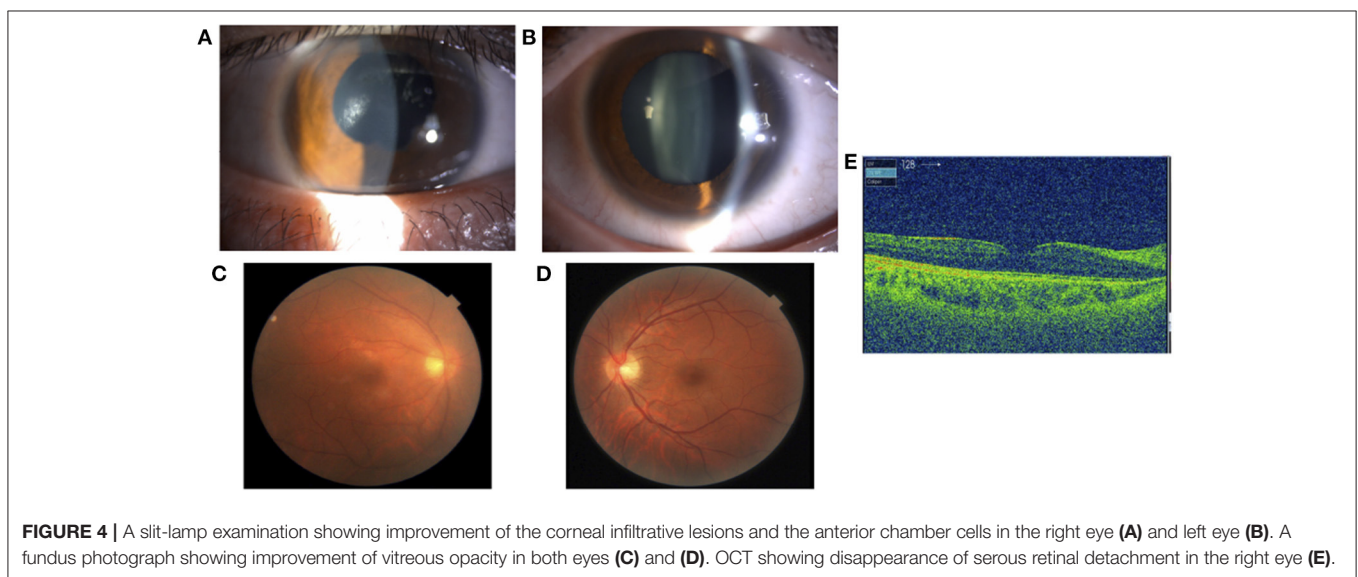 A
B
E
128
C
D
FIGURE 4 | A slit-lamp examination showing improvement of the corneal infiltrative lesions and the anterior chamber cells in the right eye (A) and left eye (B). A
fundus photograph showing improvement of vitreous opacity in both eyes (C) and (D). OCT showing disappearance of serous retinal detachment in the right eye (E).